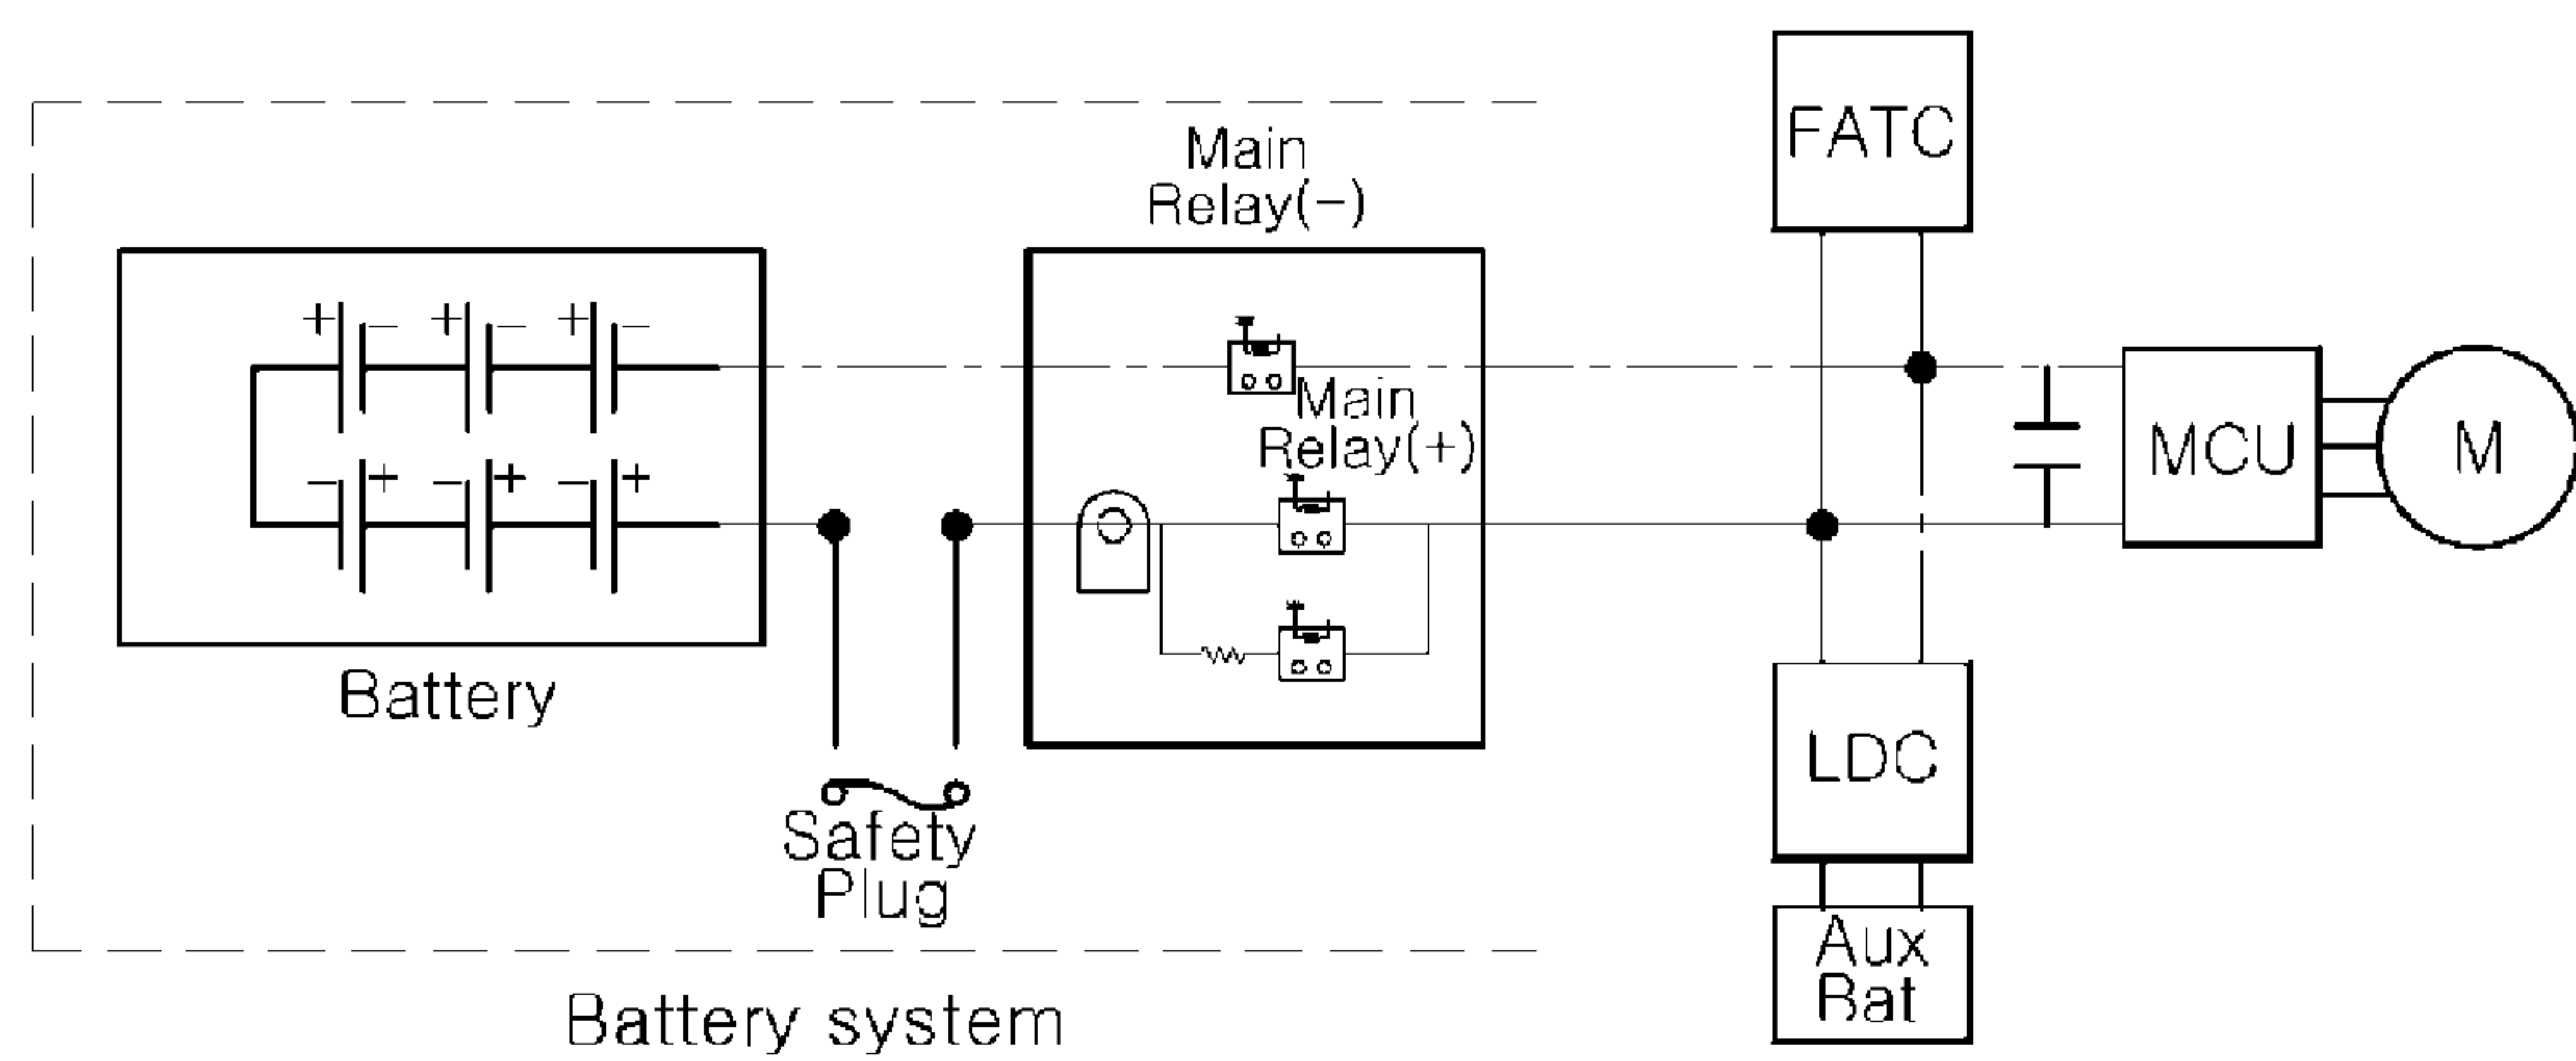 FATC
Main
Relay(−)
+ − + − + −
Main
Relay(+)
MCU
M
− + − + − +
Battery
LDC
Safety
Plug
Aux
Bat
Battery system